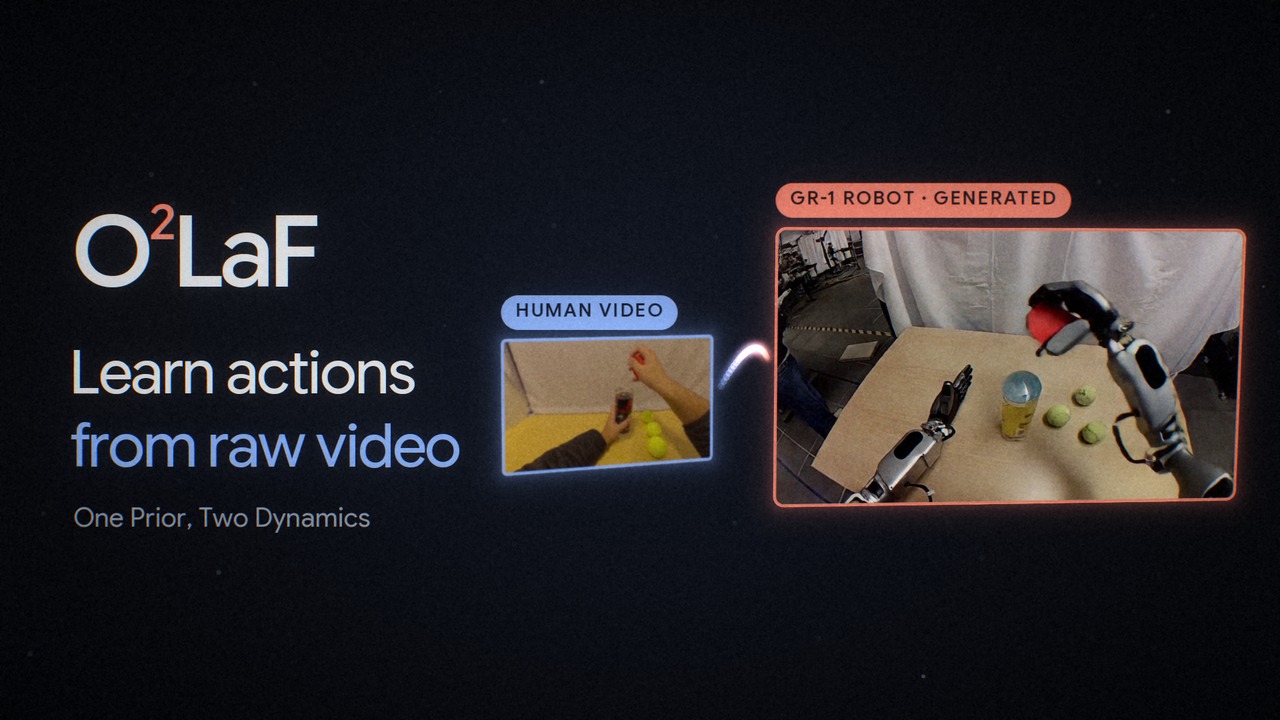 O²LaF
Learn actions
from raw video
One Prior, Two Dynamics
HUMAN VIDEO
GR-1 ROBOT · GENERATED